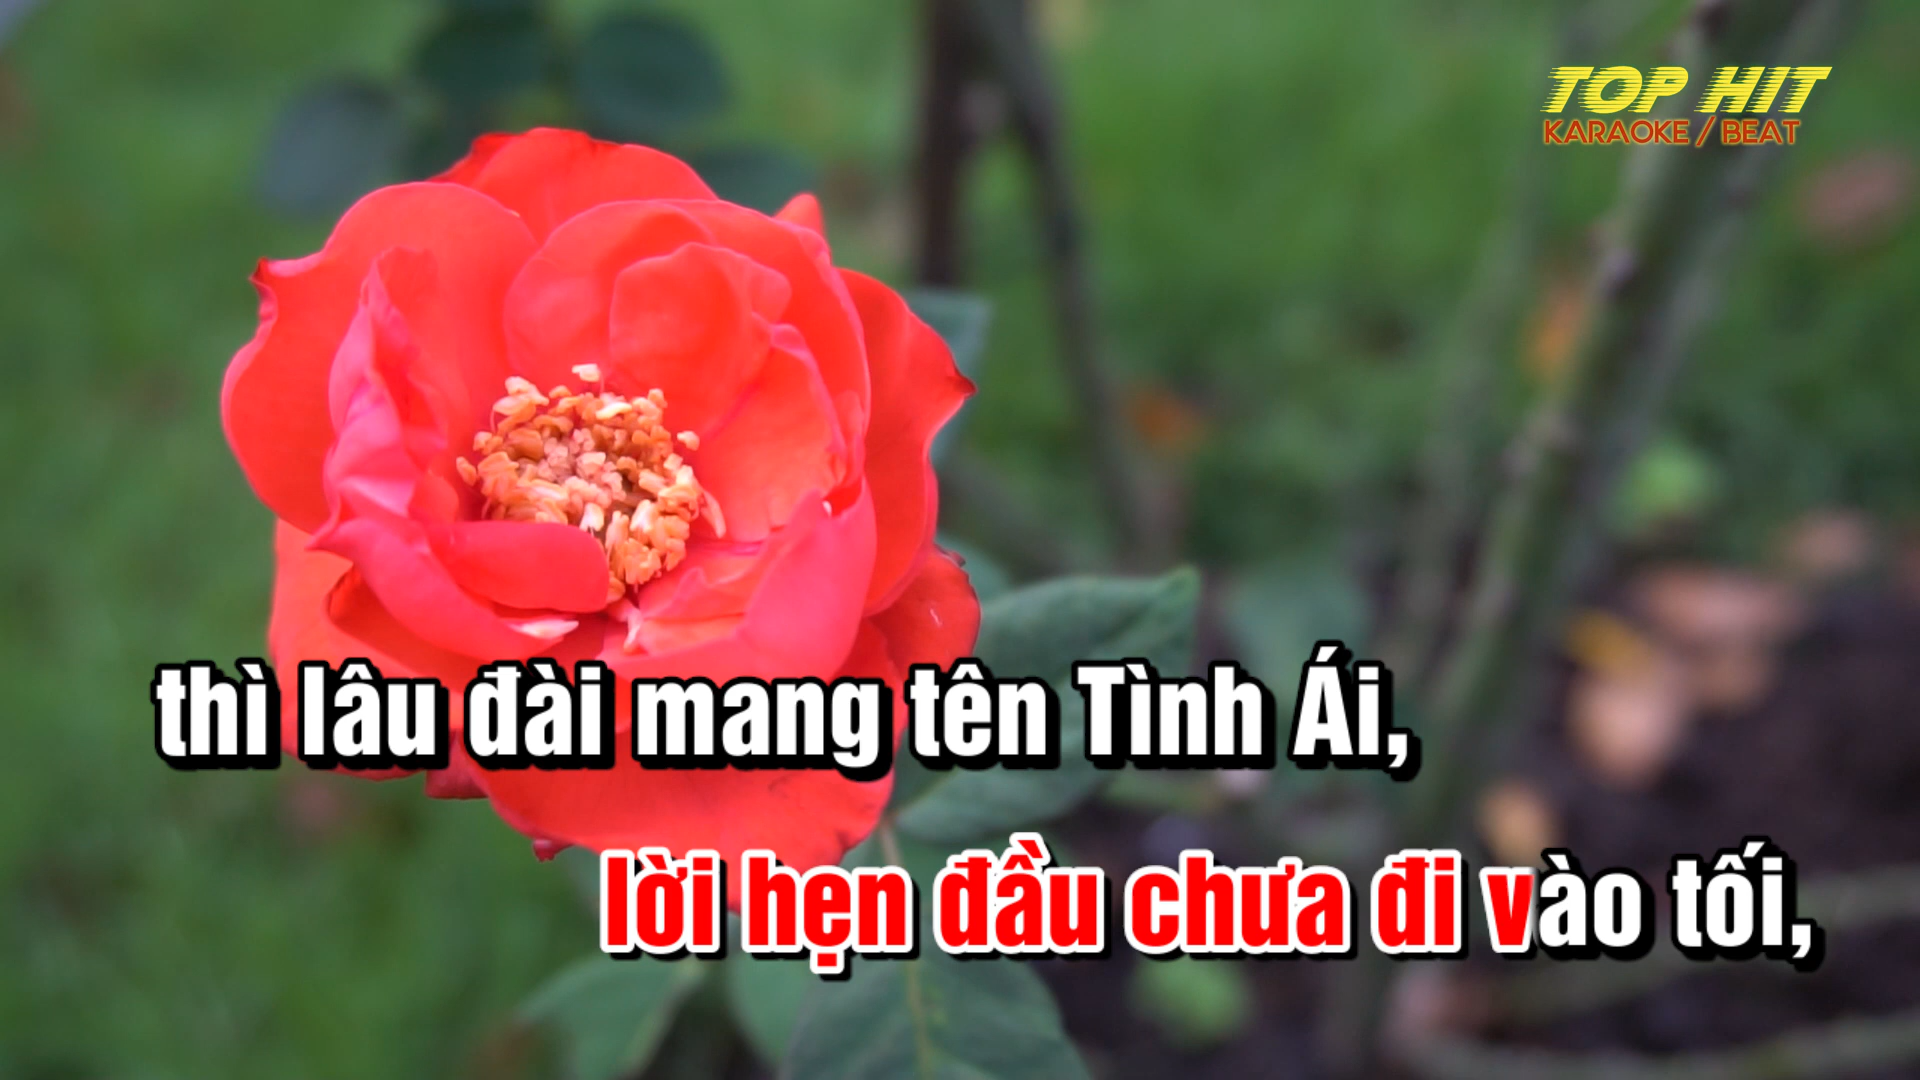 TOP HIT
KARAOKE / BEAT
thì lâu đài mang tên Tình Ái,
lời hẹn đầu chưa đi vào tối,